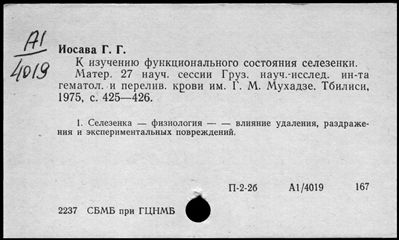 А1
4019
Иосава Г. Г.
К изучению функционального состояния селезенки.
Матер. 27 науч. сессии Груз. науч.-исслед. ин-та
гематол. и перелив. крови им. Г. М. Мухадзе. Тбилиси,
1975, с. 425—426.
1. Селезенка — физиология — — влияние удаления, раздраже-
ния и экспериментальных повреждений.
П-2-2б А1/4019 167
2237 СБМБ при ГЦНМБ